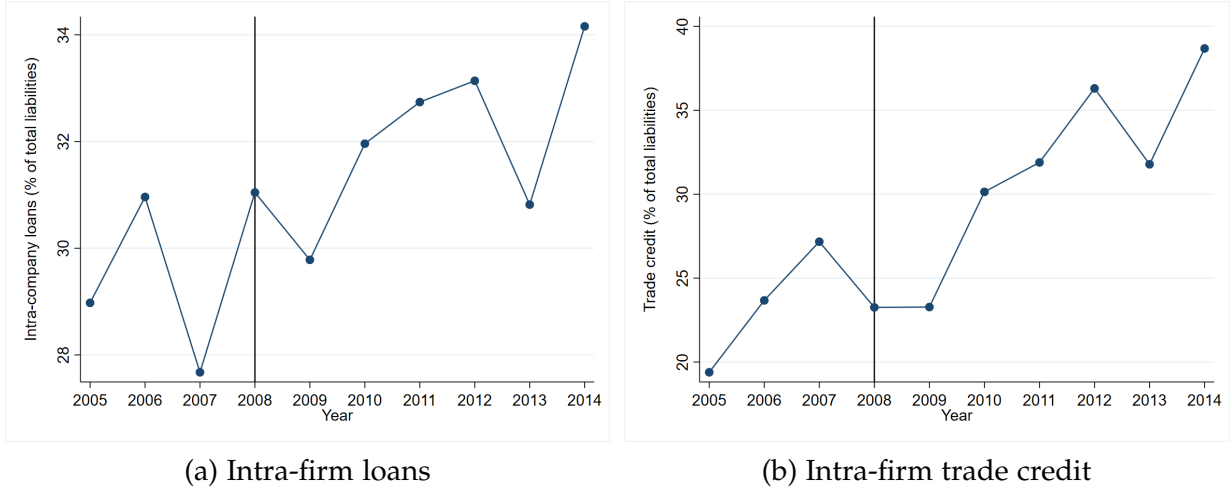 Intra-company loans (% of total liabilities)
34
32
30
28
2005 2006 2007 2008 2009 2010 2011 2012 2013 2014
Year
(a) Intra-firm loans
Trade credit (% of total liabilities)
40
35
30
25
20
2005 2006 2007 2008 2009 2010 2011 2012 2013 2014
Year
(b) Intra-firm trade credit